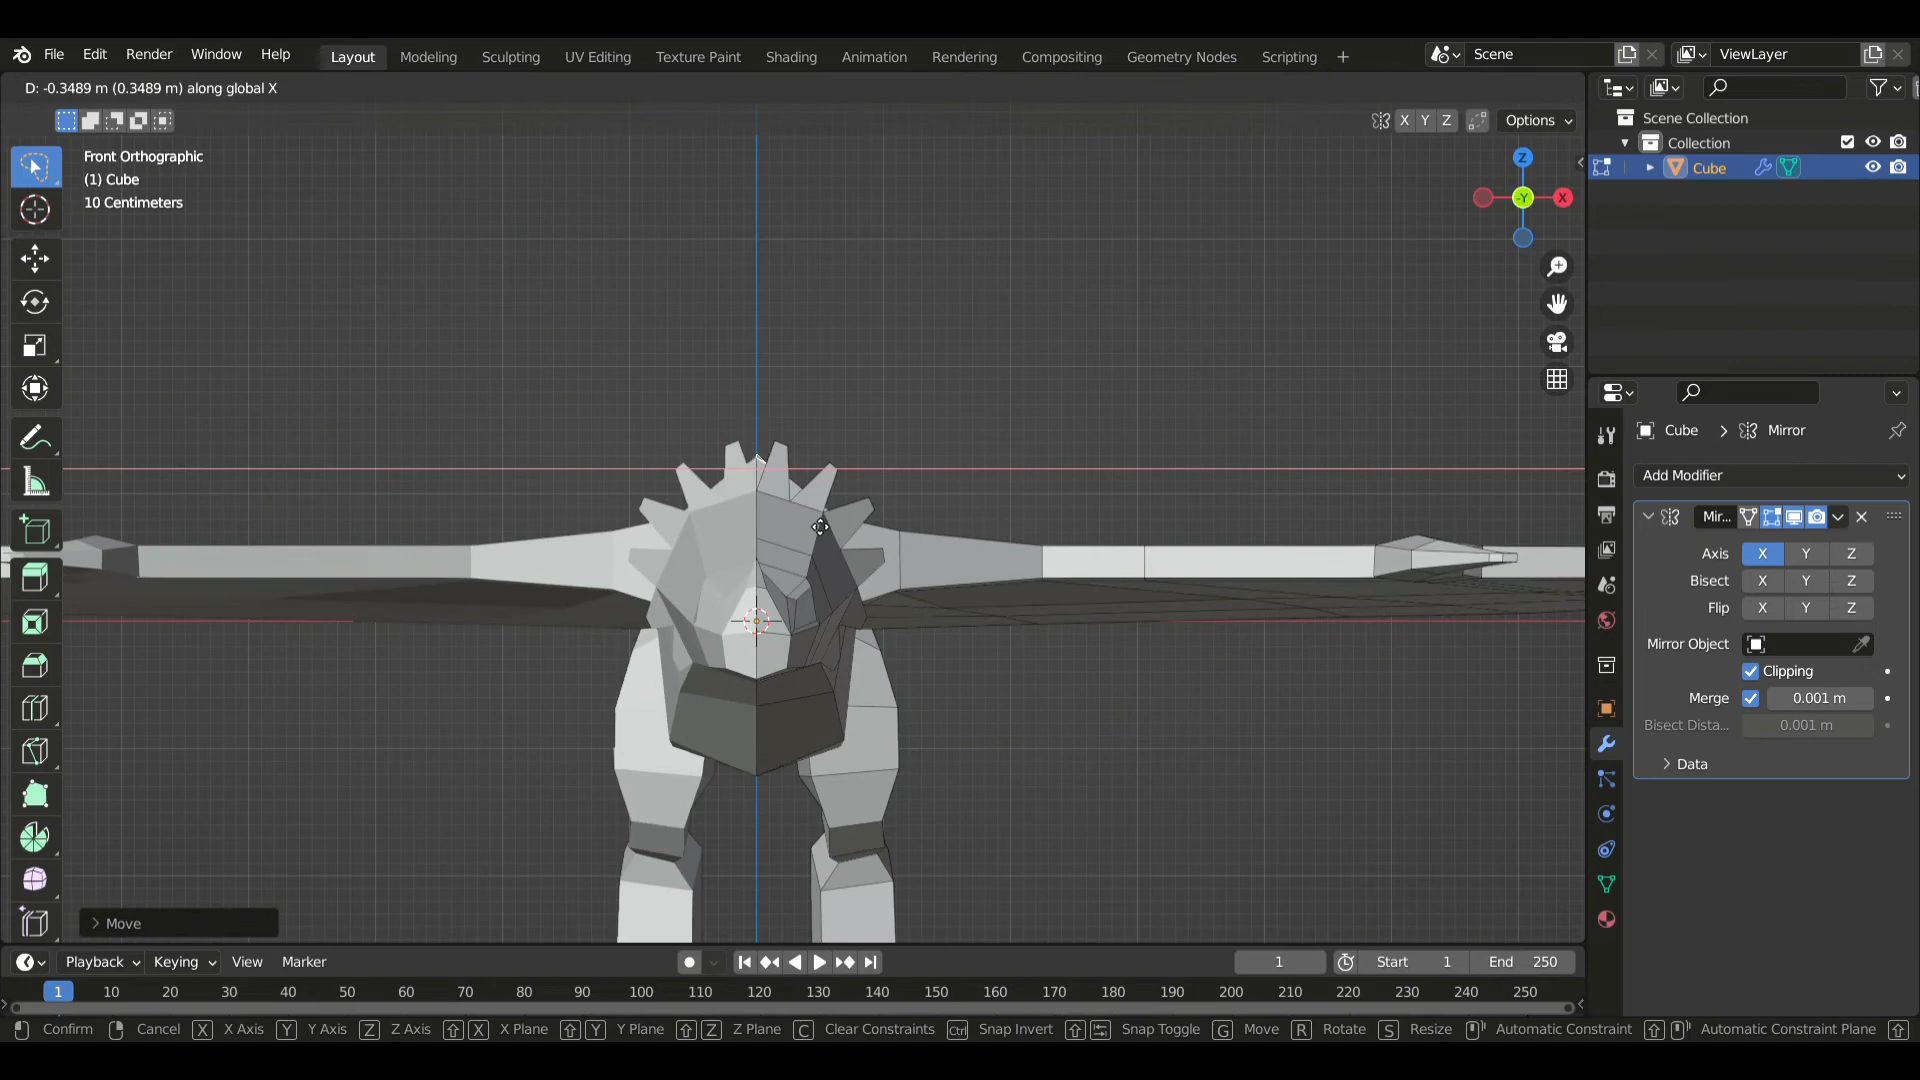 File Edit Render Window Help Layout Modeling Sculpting UV Editing Texture Paint Shading Animation Rendering Compositing Geometry Nodes Scripting + Scene ViewLayer
D: -0.3489 m (0.3489 m) along global X
X Y Z Options
Front Orthographic
(1) Cube
10 Centimeters
Z
-Y
X
Scene Collection
Collection
Cube
Cube > Mirror
Add Modifier
Mir...
Axis X Y Z
Bisect X Y Z
Flip X Y Z
Mirror Object
Clipping
Merge 0.001 m
Bisect Dista... 0.001 m
Data
Move
Playback Keying View Marker 1 Start 1 End 250
1 10 20 30 40 50 60 70 80 90 100 110 120 130 140 150 160 170 180 190 200 210 220 230 240 250
Confirm Cancel X X Axis Y Y Axis Z Z Axis X X Plane Y Y Plane Z Z Plane C Clear Constraints Ctrl Snap Invert Snap Toggle G Move R Rotate S Resize Automatic Constraint Automatic Constraint Plane